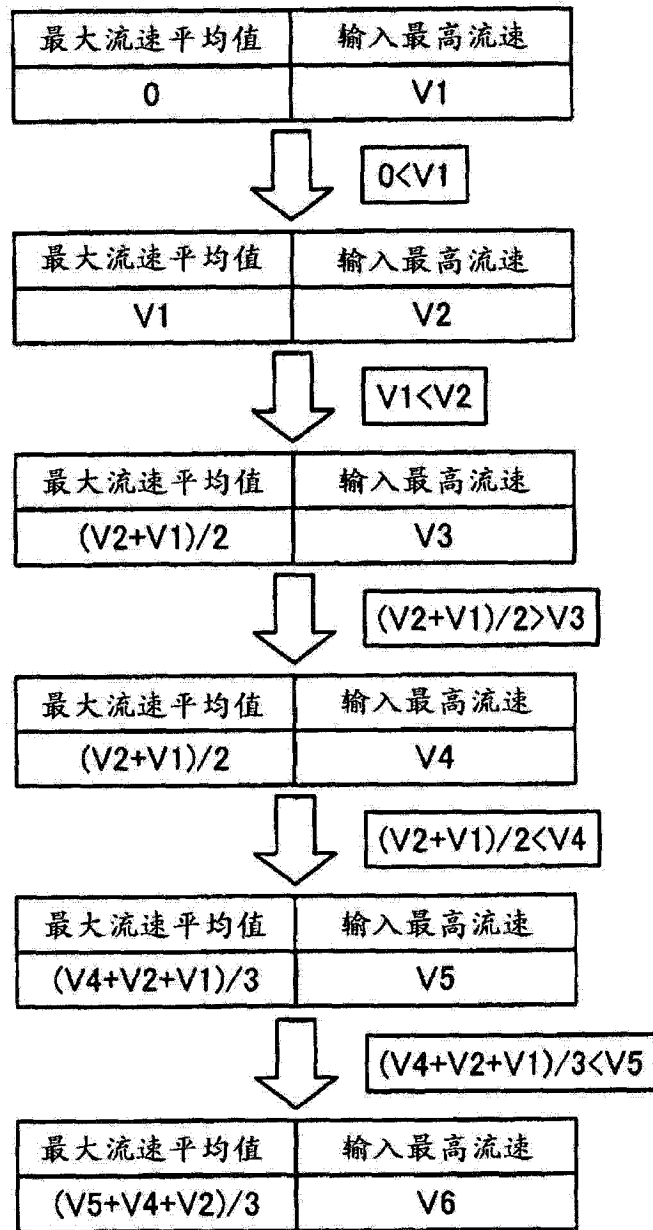 最大流速平均值 输入最高流速
0 V1
0<V1
最大流速平均值 输入最高流速
V1 V2
V1<V2
最大流速平均值 输入最高流速
(V2+V1)/2 V3
(V2+V1)/2>V3
最大流速平均值 输入最高流速
(V2+V1)/2 V4
(V2+V1)/2<V4
最大流速平均值 输入最高流速
(V4+V2+V1)/3 V5
(V4+V2+V1)/3<V5
最大流速平均值 输入最高流速
(V5+V4+V2)/3 V6